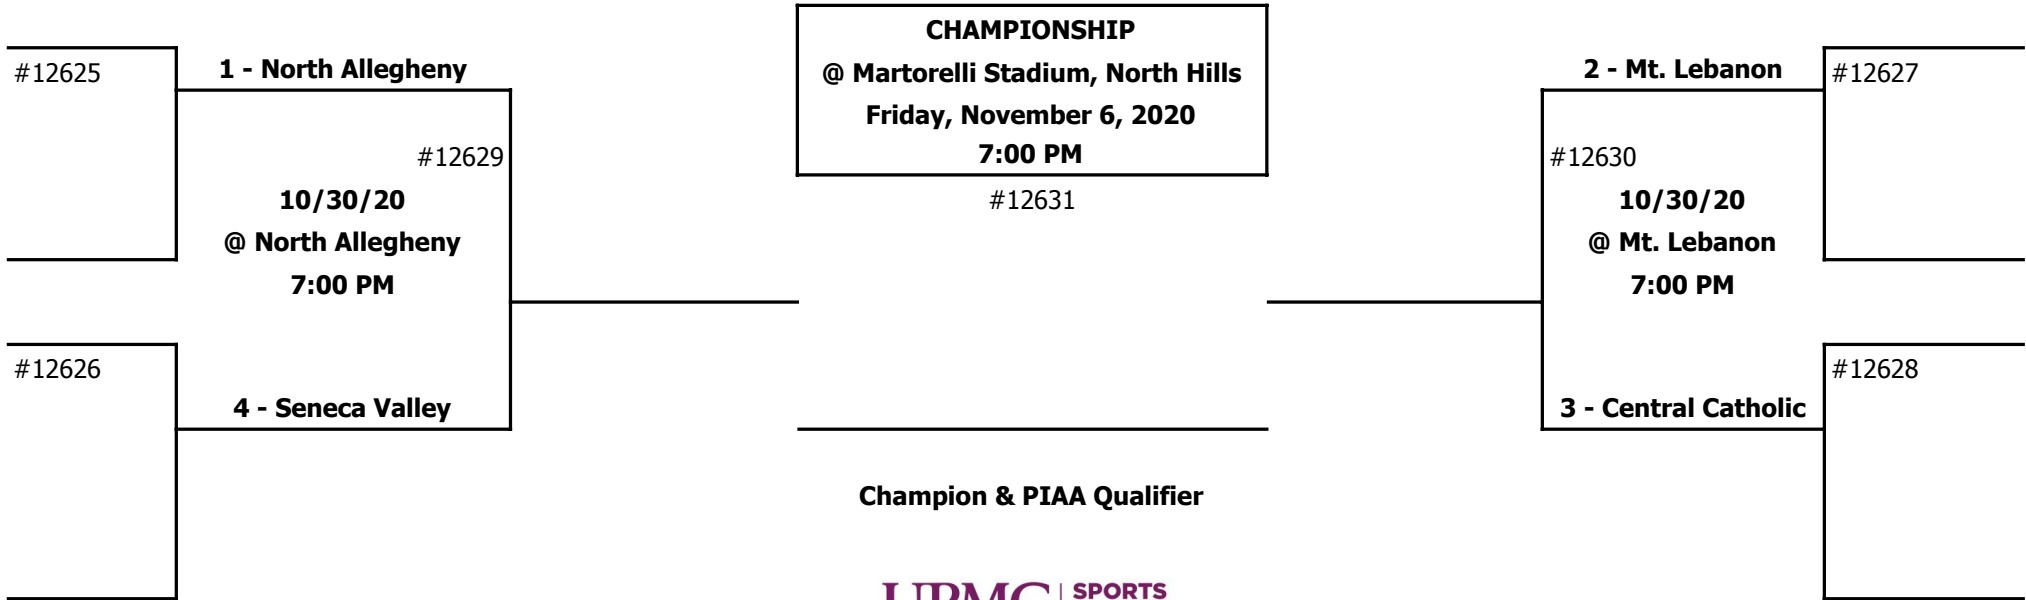 #12625
1 - North Allegheny
#12629
10/30/20
@ North Allegheny
7:00 PM
#12626
4 - Seneca Valley
CHAMPIONSHIP
@ Martorelli Stadium, North Hills
Friday, November 6, 2020
7:00 PM
#12631
Champion & PIAA Qualifier
UPMC | SPORTS
2 - Mt. Lebanon
#12627
#12630
10/30/20
@ Mt. Lebanon
7:00 PM
#12628
3 - Central Catholic